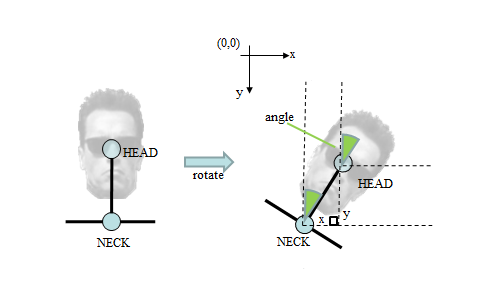 (0,0)
x
y
angle
HEAD
rotate
HEAD
x
y
NECK
NECK